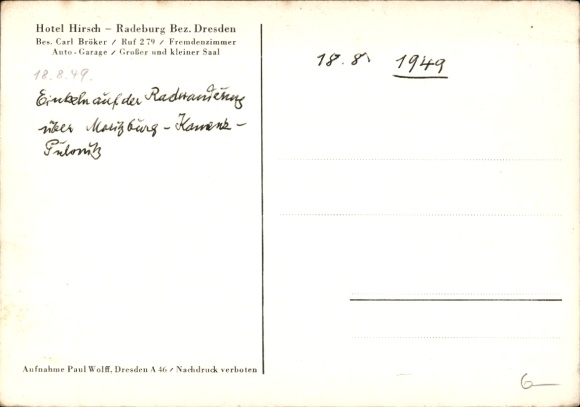 Hotel Hirsch – Radeburg Bez. Dresden
Bes. Carl Bröker / Ruf 279 / Fremdenzimmer
Auto-Garage / Großer und kleiner Saal
18.8.49.
18.8. 1949
auf der Radwanderung
über Moritzburg – Kamenz –
Pulsnitz
Aufnahme Paul Wolff, Dresden A 46 / Nachdruck verboten
6–